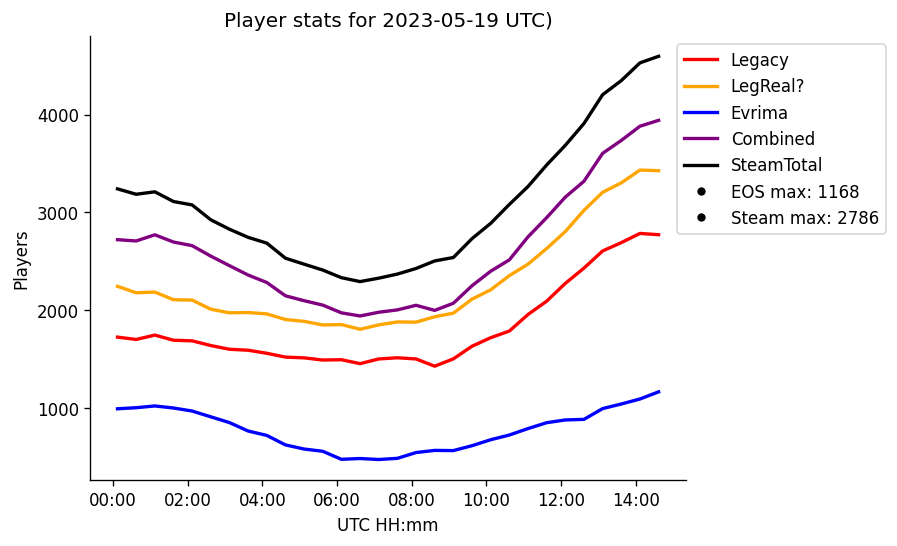 Player stats for 2023-05-19 UTC)
Legacy
LegReal?
Evrima
Combined
SteamTotal
EOS max: 1168
Steam max: 2786
Players
4000
3000
2000
1000
00:00 02:00 04:00 06:00 08:00 10:00 12:00 14:00
UTC HH:mm